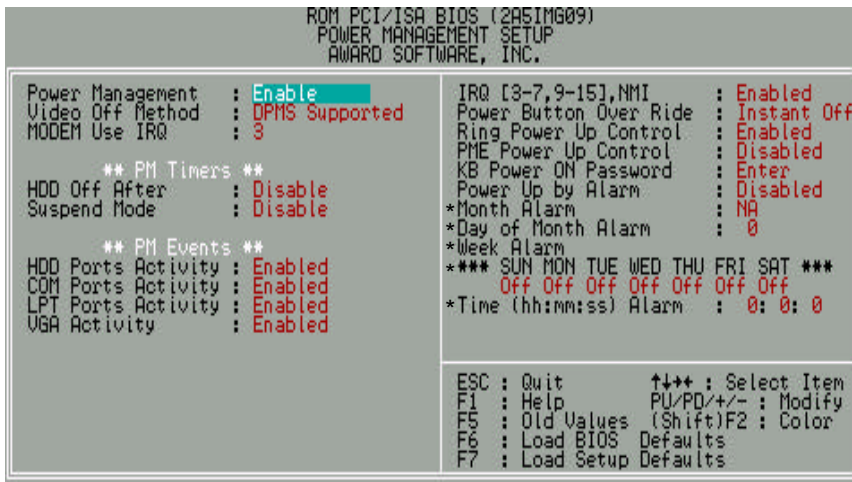 ROM PCI/ISA BIOS (2A5IMG09)
POWER MANAGEMENT SETUP
AWARD SOFTWARE, INC.
Power Management : Enable
Video Off Method : DPMS Supported
MODEM Use IRQ : 3
** PM Timers **
HDD Off After : Disable
Suspend Mode : Disable
** PM Events **
HDD Ports Activity : Enabled
COM Ports Activity : Enabled
LPT Ports Activity : Enabled
VGA Activity : Enabled
IRQ [3-7,9-15],NMI : Enabled
Power Button Over Ride : Instant Off
Ring Power Up Control : Enabled
PME Power Up Control : Disabled
KB Power ON Password : Enter
Power Up by Alarm : Disabled
*Month Alarm : NA
*Day of Month Alarm : 0
*Week Alarm
**** SUN MON TUE WED THU FRI SAT ***
Off Off Off Off Off Off Off
*Time (hh:mm:ss) Alarm : 0: 0: 0
ESC : Quit ↑↓→← : Select Item
F1 : Help PU/PD/+/- : Modify
F5 : Old Values (Shift)F2 : Color
F6 : Load BIOS Defaults
F7 : Load Setup Defaults